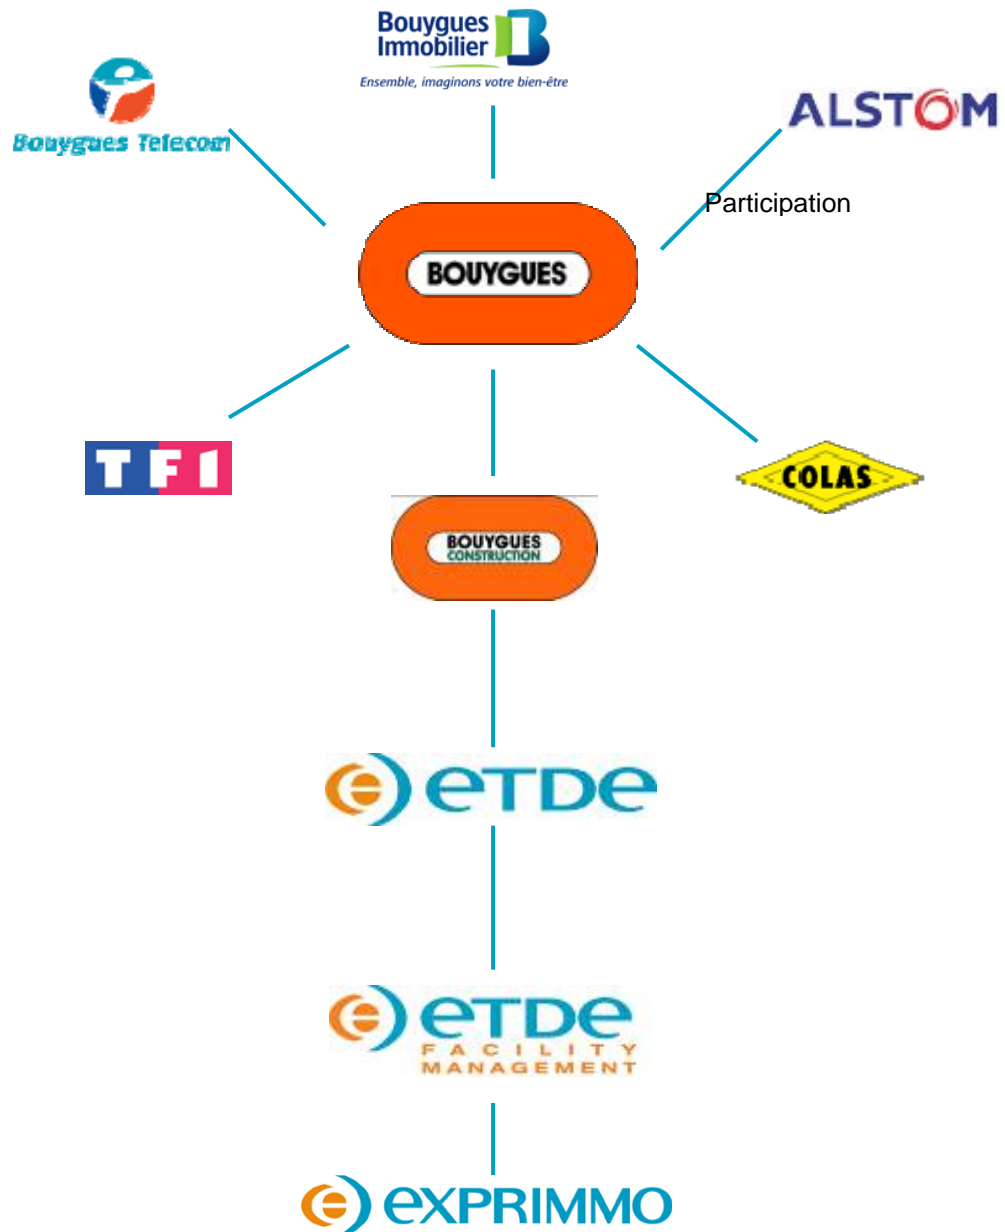 Bouygues
Immobilier
Ensemble, imaginons votre bien-être
Bouygues Telecom
ALSTOM
Participation
BOUYGUES
TF1
COLAS
BOUYGUES
CONSTRUCTION
eTDe
eTDe
FACILITY
MANAGEMENT
eXPRIMMO